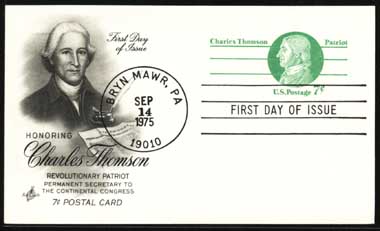 First Day
of Issue
HONORING
Charles Thomson
REVOLUTIONARY PATRIOT
PERMANENT SECRETARY TO
THE CONTINENTAL CONGRESS
7¢ POSTAL CARD
BRYN MAWR, PA
SEP
14
1975
19010
Charles Thomson Patriot
U.S. Postage 7¢
FIRST DAY OF ISSUE